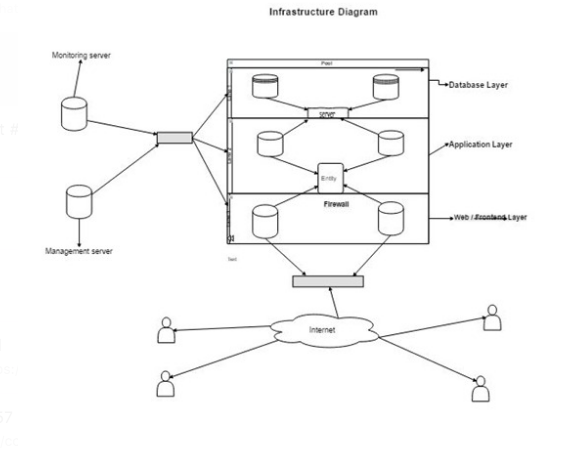 Infrastructure Diagram
Monitoring server
Pool
Database Layer
server
Application Layer
Entity
Firewall
Web / Frontend Layer
Management server
Text
Internet